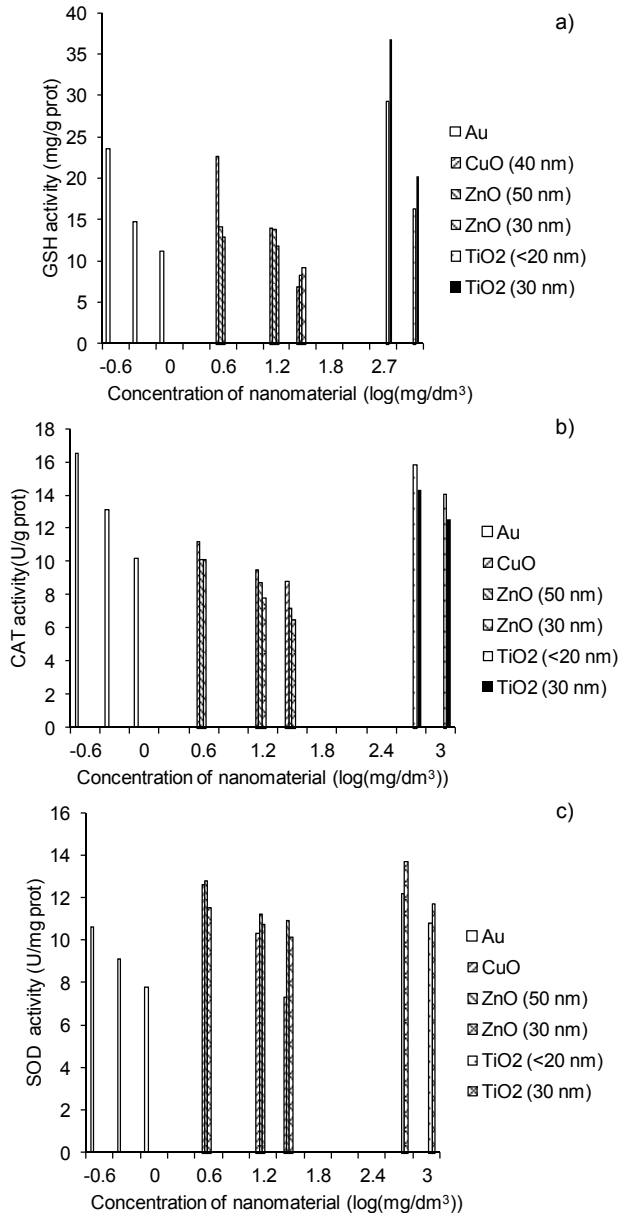 a)
GSH activity (mg/g prot)
40
35
30
25
20
15
10
5
0
-0.6 0 0.6 1.2 1.8 2.7
Concentration of nanomaterial (log(mg/dm³)
Au
CuO (40 nm)
ZnO (50 nm)
ZnO (30 nm)
TiO2 (<20 nm)
TiO2 (30 nm)
b)
CAT activity(U/g prot)
18
16
14
12
10
8
6
4
2
0
-0.6 0 0.6 1.2 1.8 2.4 3
Concentration of nanomaterial (log(mg/dm³))
Au
CuO
ZnO (50 nm)
ZnO (30 nm)
TiO2 (<20 nm)
TiO2 (30 nm)
c)
SOD activity (U/mg prot)
16
14
12
10
8
6
4
2
0
-0.6 0 0.6 1.2 1.8 2.4 3
Concentration of nanomaterial (log(mg/dm³))
Au
CuO
ZnO (50 nm)
ZnO (30 nm)
TiO2 (<20 nm)
TiO2 (30 nm)